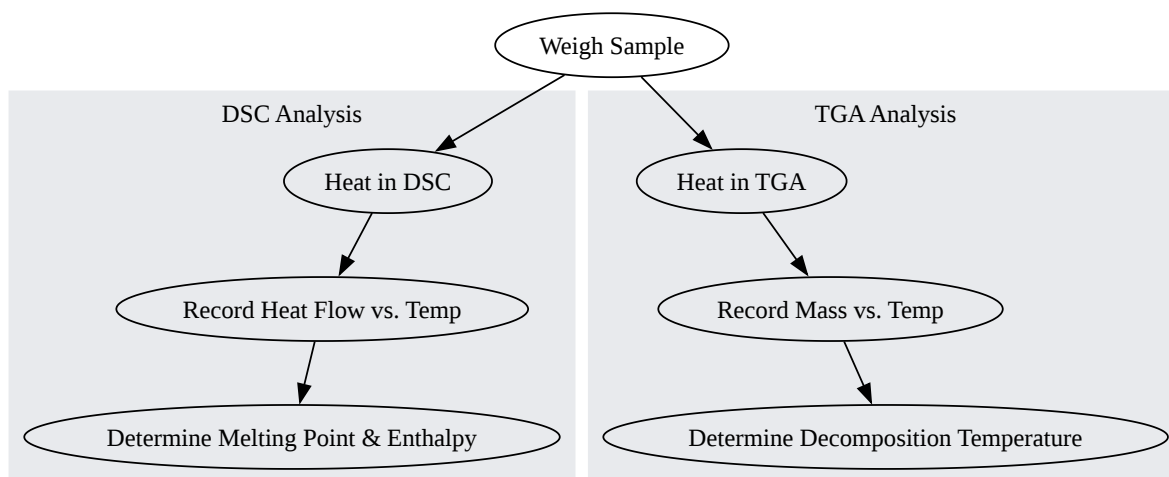 Weigh Sample
DSC Analysis
TGA Analysis
Heat in DSC
Heat in TGA
Record Heat Flow vs. Temp
Record Mass vs. Temp
Determine Melting Point & Enthalpy
Determine Decomposition Temperature